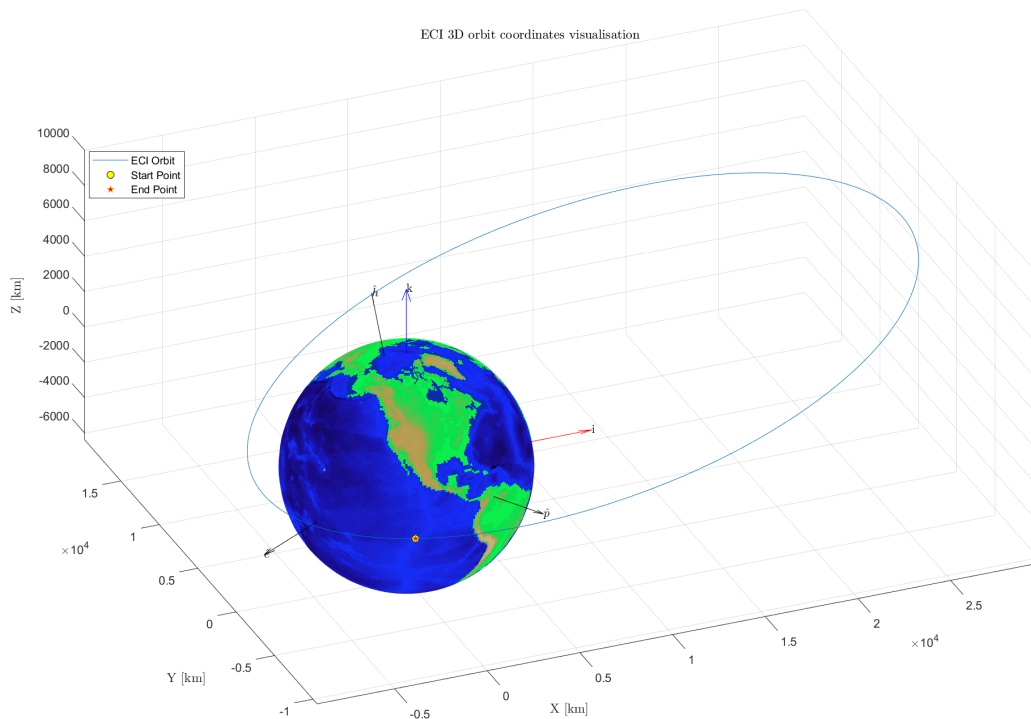 ECI 3D orbit coordinates visualisation
ECI Orbit
Start Point
End Point
10000
8000
6000
4000
2000
0
-2000
-4000
-6000
Z [km]
ĥ
k
i
p̂
1.5
1
×10⁴
0.5
0
-0.5
-1
Y [km]
-0.5
0
0.5
1
1.5
2
2.5
×10⁴
X [km]